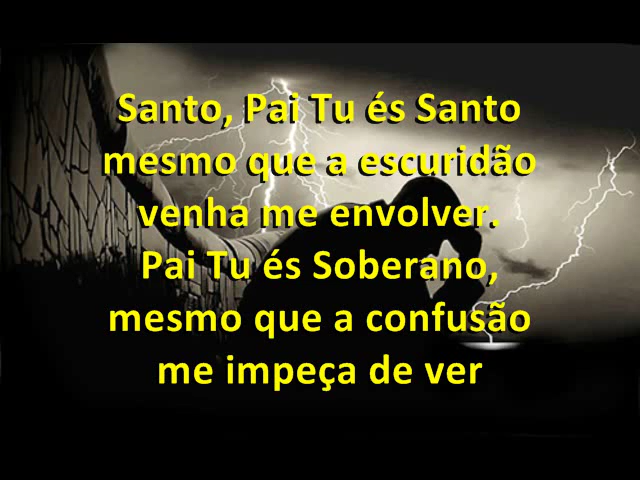 Santo, Pai Tu és Santo
mesmo que a escuridão
venha me envolver.
Pai Tu és Soberano,
mesmo que a confusão
me impeça de ver